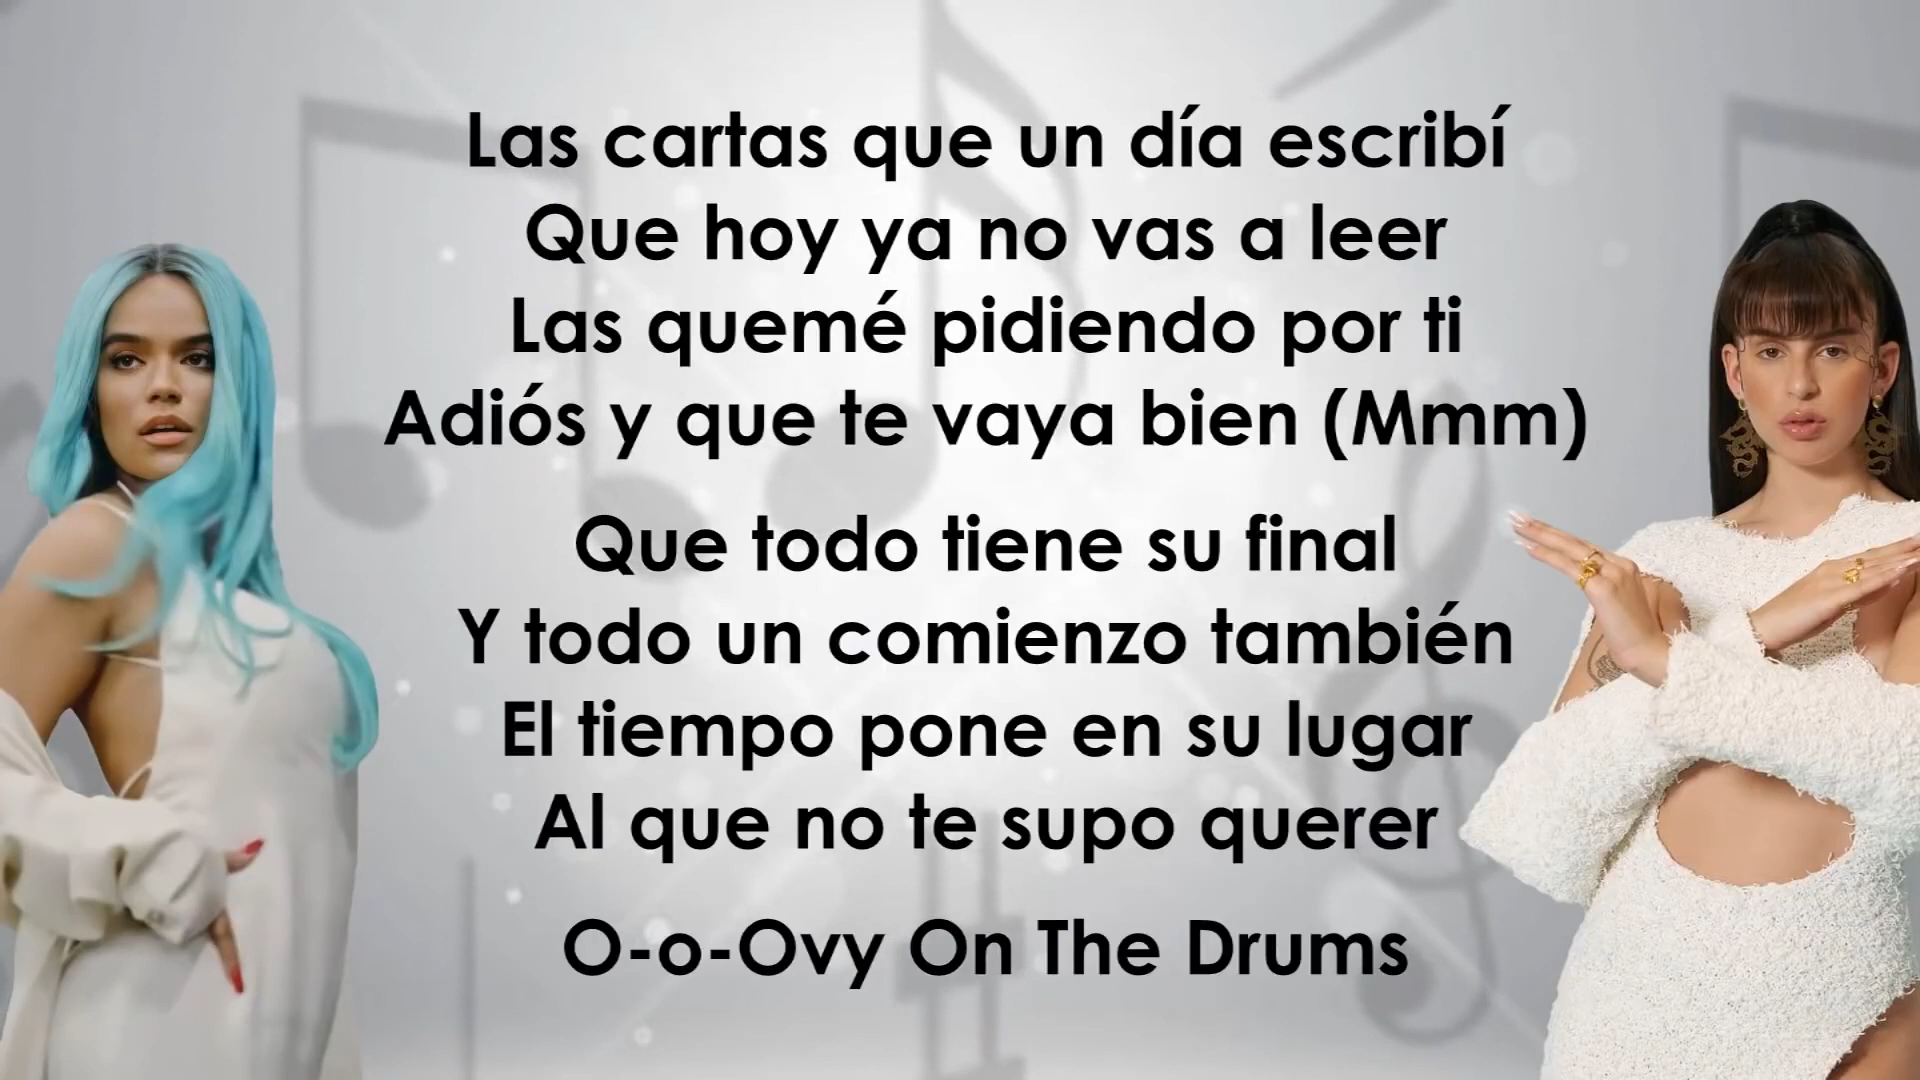 Las cartas que un día escribí
Que hoy ya no vas a leer
Las quemé pidiendo por ti
Adiós y que te vaya bien (Mmm)
Que todo tiene su final
Y todo un comienzo también
El tiempo pone en su lugar
Al que no te supo querer
O-o-Ovy On The Drums